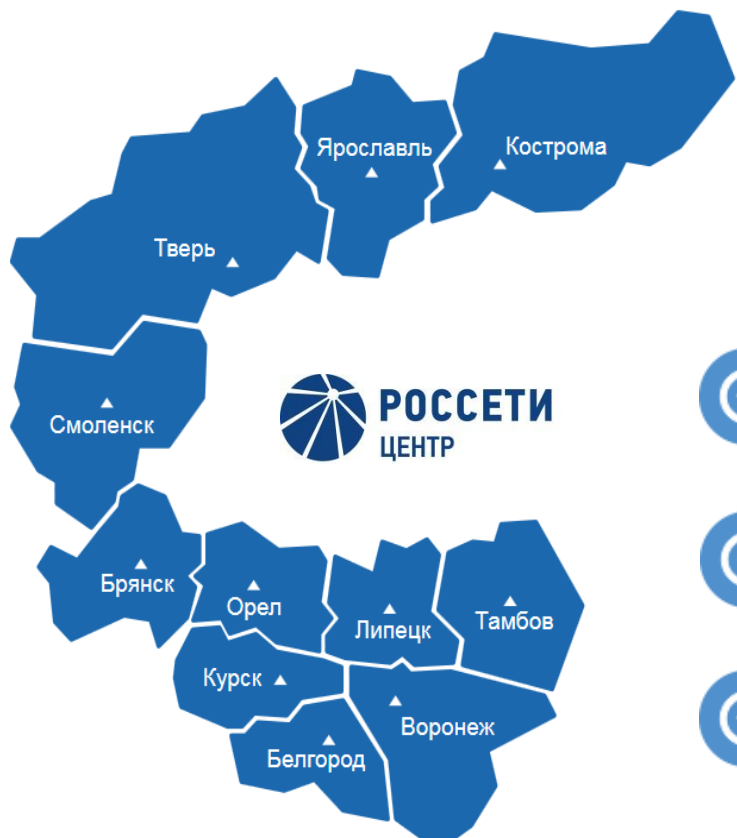 Ярославль
Кострома
Тверь
Смоленск
РОССЕТИ
ЦЕНТР
Брянск
Орел
Липецк
Тамбов
Курск
Воронеж
Белгород